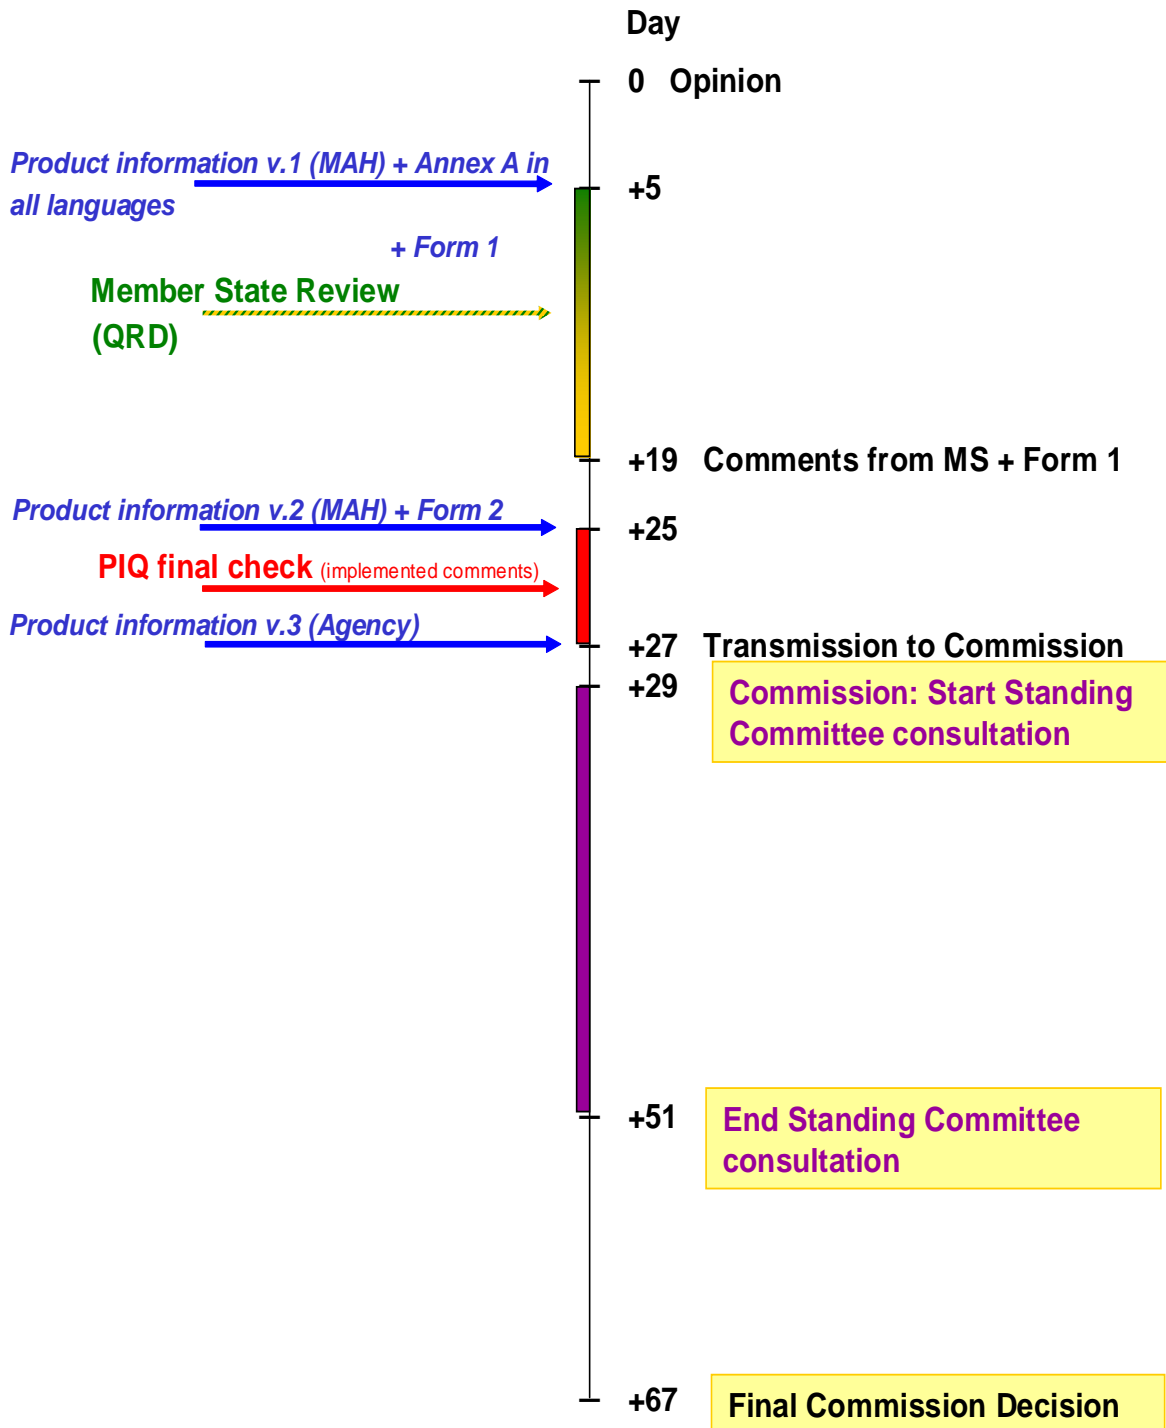 Day
0 Opinion
Product information v.1 (MAH) + Annex A in
all languages
+5
+ Form 1
Member State Review
(QRD)
+19 Comments from MS + Form 1
Product information v.2 (MAH) + Form 2
+25
PIQ final check (implemented comments)
Product information v.3 (Agency)
+27 Transmission to Commission
+29
Commission: Start Standing
Committee consultation
+51
End Standing Committee
consultation
+67
Final Commission Decision